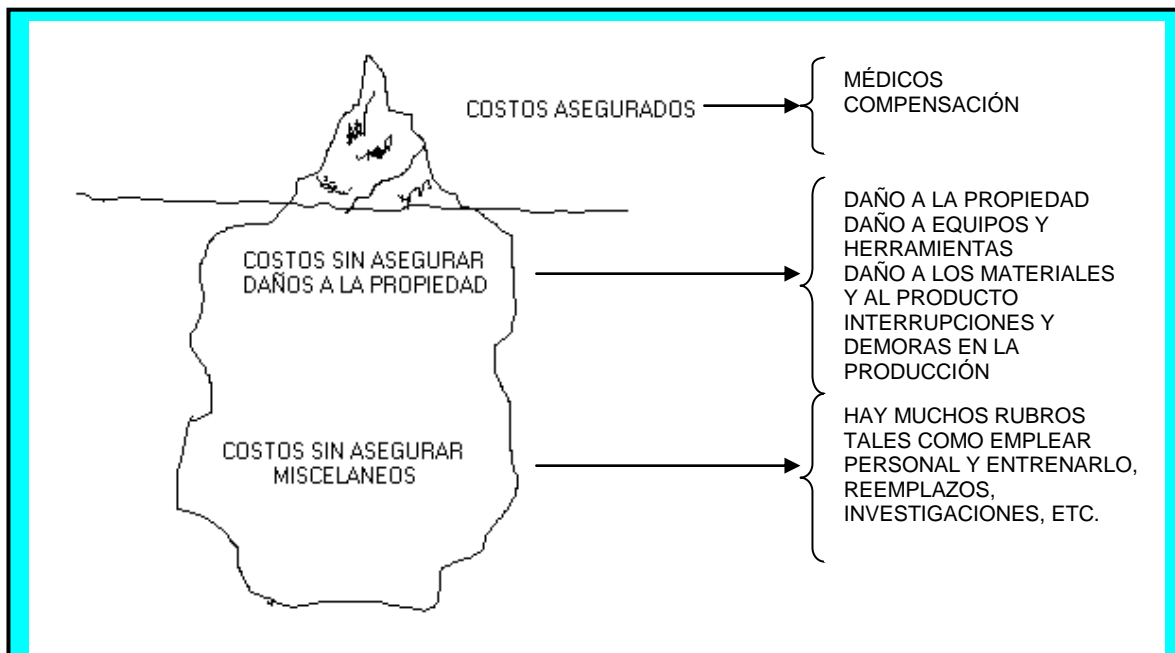 COSTOS ASEGURADOS
MÉDICOS
COMPENSACIÓN
COSTOS SIN ASEGURAR
DAÑOS A LA PROPIEDAD
DAÑO A LA PROPIEDAD
DAÑO A EQUIPOS Y
HERRAMIENTAS
DAÑO A LOS MATERIALES
Y AL PRODUCTO
INTERRUPCIONES Y
DEMORAS EN LA
PRODUCCIÓN
COSTOS SIN ASEGURAR
MISCELANEOS
HAY MUCHOS RUBROS
TALES COMO EMPLEAR
PERSONAL Y ENTRENARLO,
REEMPLAZOS,
INVESTIGACIONES, ETC.